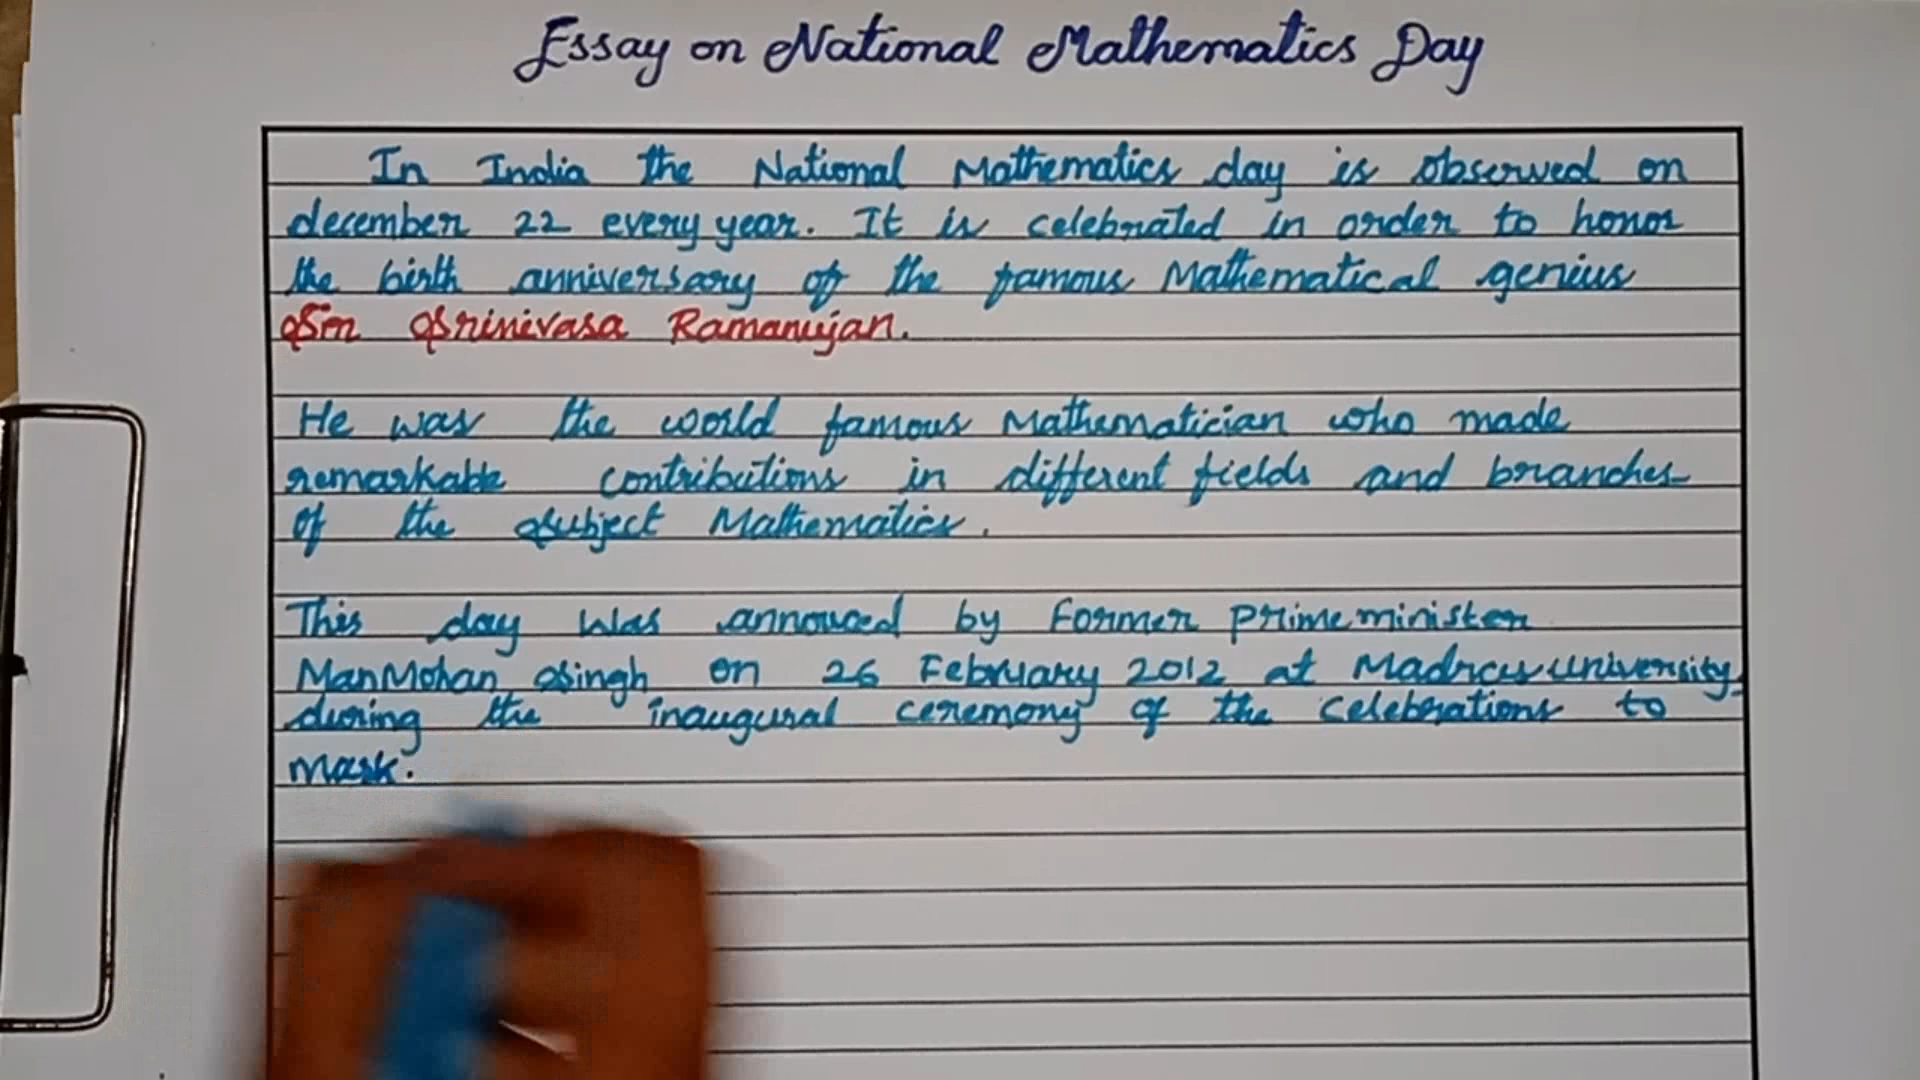 Essay on National Mathematics Day
In India the National Mathematics day is observed on
december 22 every year. It is celebrated in order to honor
the birth anniversary of the famous Mathematical genius
Srinivasa Ramanujan.
He was the world famous Mathematician who made
remarkable contributions in different fields and branches
of the subject Mathematics.
This day was annouced by Former Primeminister
ManMohan Singh on 26 February 2012 at Madras university
during the inaugural ceremony of the celebrations to
mark.